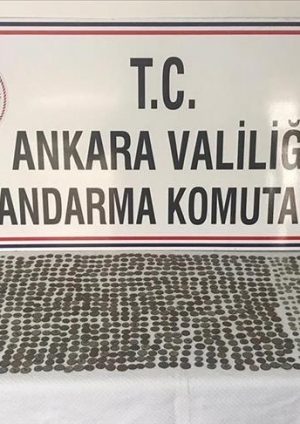 T.C.
ANKARA VALİLİĞ
ANDARMA KOMUTA